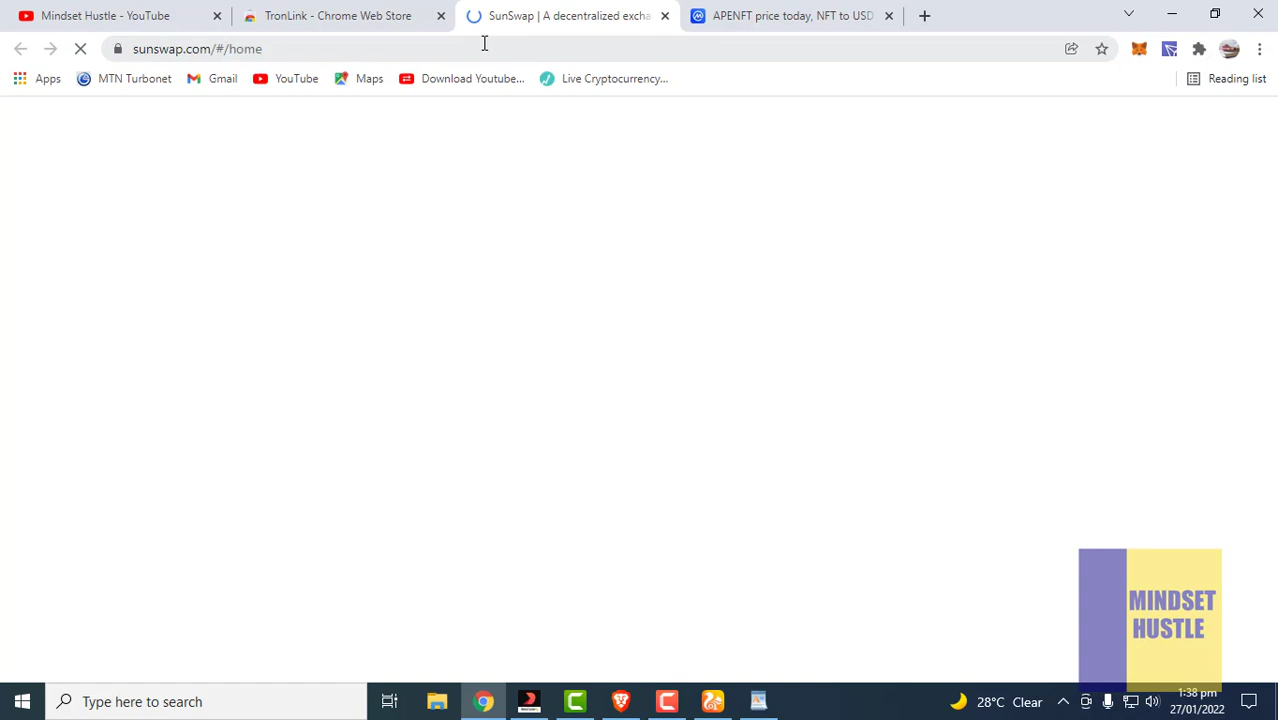 Mindset Hustle - YouTube
TronLink - Chrome Web Store
SunSwap | A decentralized excha
APENFT price today, NFT to USD
sunswap.com/#/home
Apps
MTN Turbonet
Gmail
YouTube
Maps
Download Youtube...
Live Cryptocurrency...
Reading list
MINDSET
HUSTLE
Type here to search
28°C Clear
1:38 pm
27/01/2022